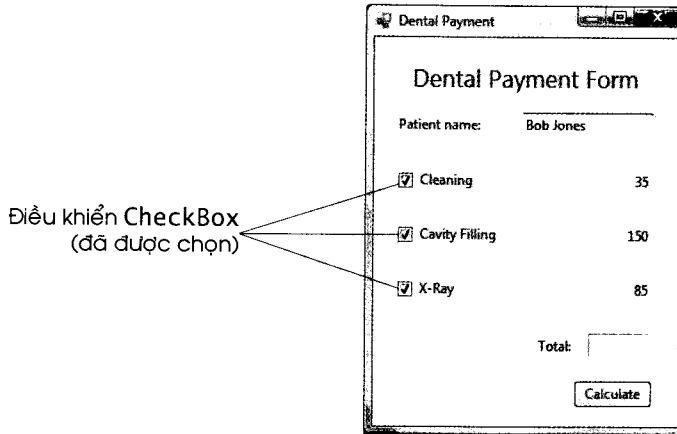 Dental Payment
Dental Payment Form
Patient name: Bob Jones
Cleaning 35
Điều khiển CheckBox
(đã được chọn)
Cavity Filling 150
X-Ray 85
Total:
Calculate